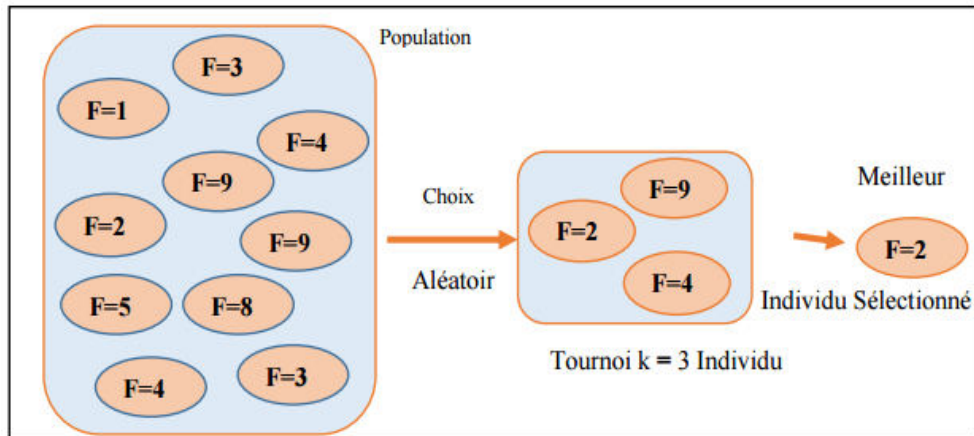 Population
F=3
F=1
F=4
F=9
F=2
F=9
F=5
F=8
F=4
F=3
Choix
Aléatoir
F=9
F=2
F=4
Tournoi k = 3 Individu
Meilleur
F=2
Individu Sélectionné